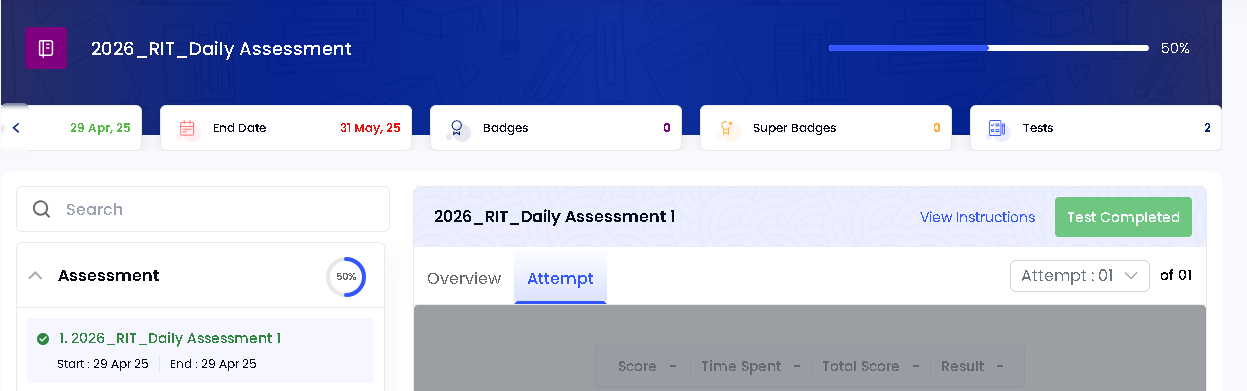 2026_RIT_Daily Assessment
50%
29 Apr, 25
End Date 31 May, 25
Badges 0
Super Badges 0
Tests 2
Search
Assessment 50%
1. 2026_RIT_Daily Assessment 1
Start : 29 Apr 25 End : 29 Apr 25
2026_RIT_Daily Assessment 1 View Instructions Test Completed
Overview Attempt Attempt : 01 of 01
Score - Time Spent - Total Score - Result -